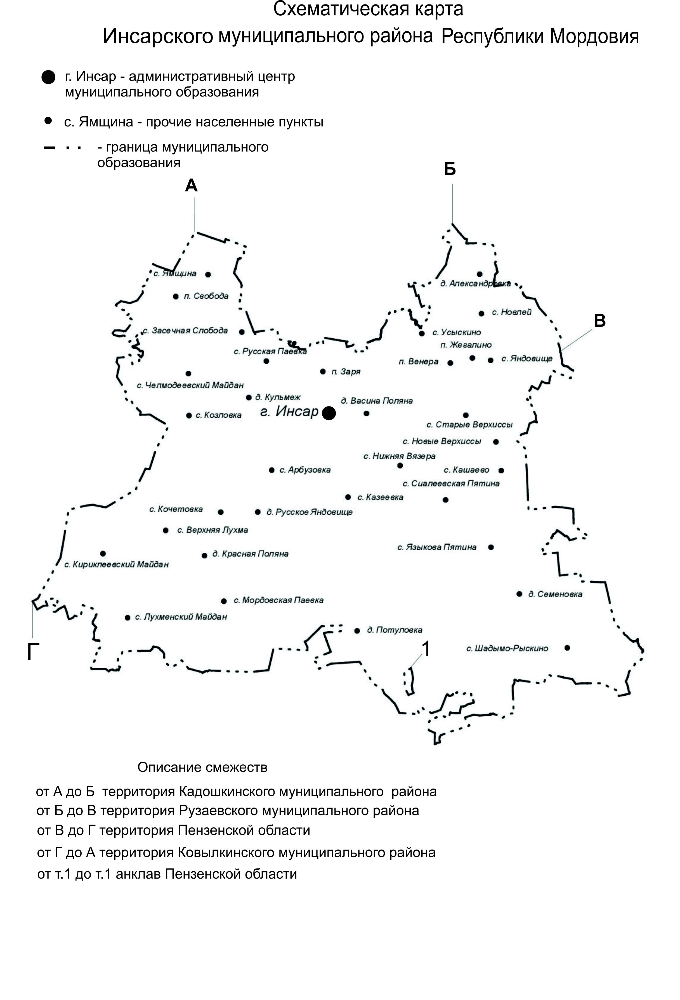 Схематическая карта
Инсарского муниципального района Республики Мордовия
г. Инсар - административный центр
муниципального образования
с. Ямщина - прочие населенные пункты
- граница муниципального
образования
Б
А
с. Ямщина
д. Александровка
п. Свобода
с. Новлей
В
с. Засечная Слобода
с. Усыскино
п. Жегалино
с. Русская Паевка
п. Венера
с. Яндовище
п. Заря
с. Челмодеевский Майдан
д. Кульмеж
д. Васина Поляна
г. Инсар
с. Козловка
с. Старые Верхиссы
с. Новые Верхиссы
с. Нижняя Вязера
с. Арбузовка
с. Кашаево
с. Сиалеевская Пятина
с. Казеевка
с. Кочетовка
д. Русское Яндовище
с. Верхняя Лухма
с. Языкова Пятина
д. Красная Поляна
с. Кириклеевский Майдан
д. Семеновка
с. Мордовская Паевка
с. Лухменский Майдан
д. Потуловка
Г
1
с. Шадымо-Рыскино
Описание смежеств
от А до Б территория Кадошкинского муниципального района
от Б до В территория Рузаевского муниципального района
от В до Г территория Пензенской области
от Г до А территория Ковылкинского муниципального района
от т.1 до т.1 анклав Пензенской области